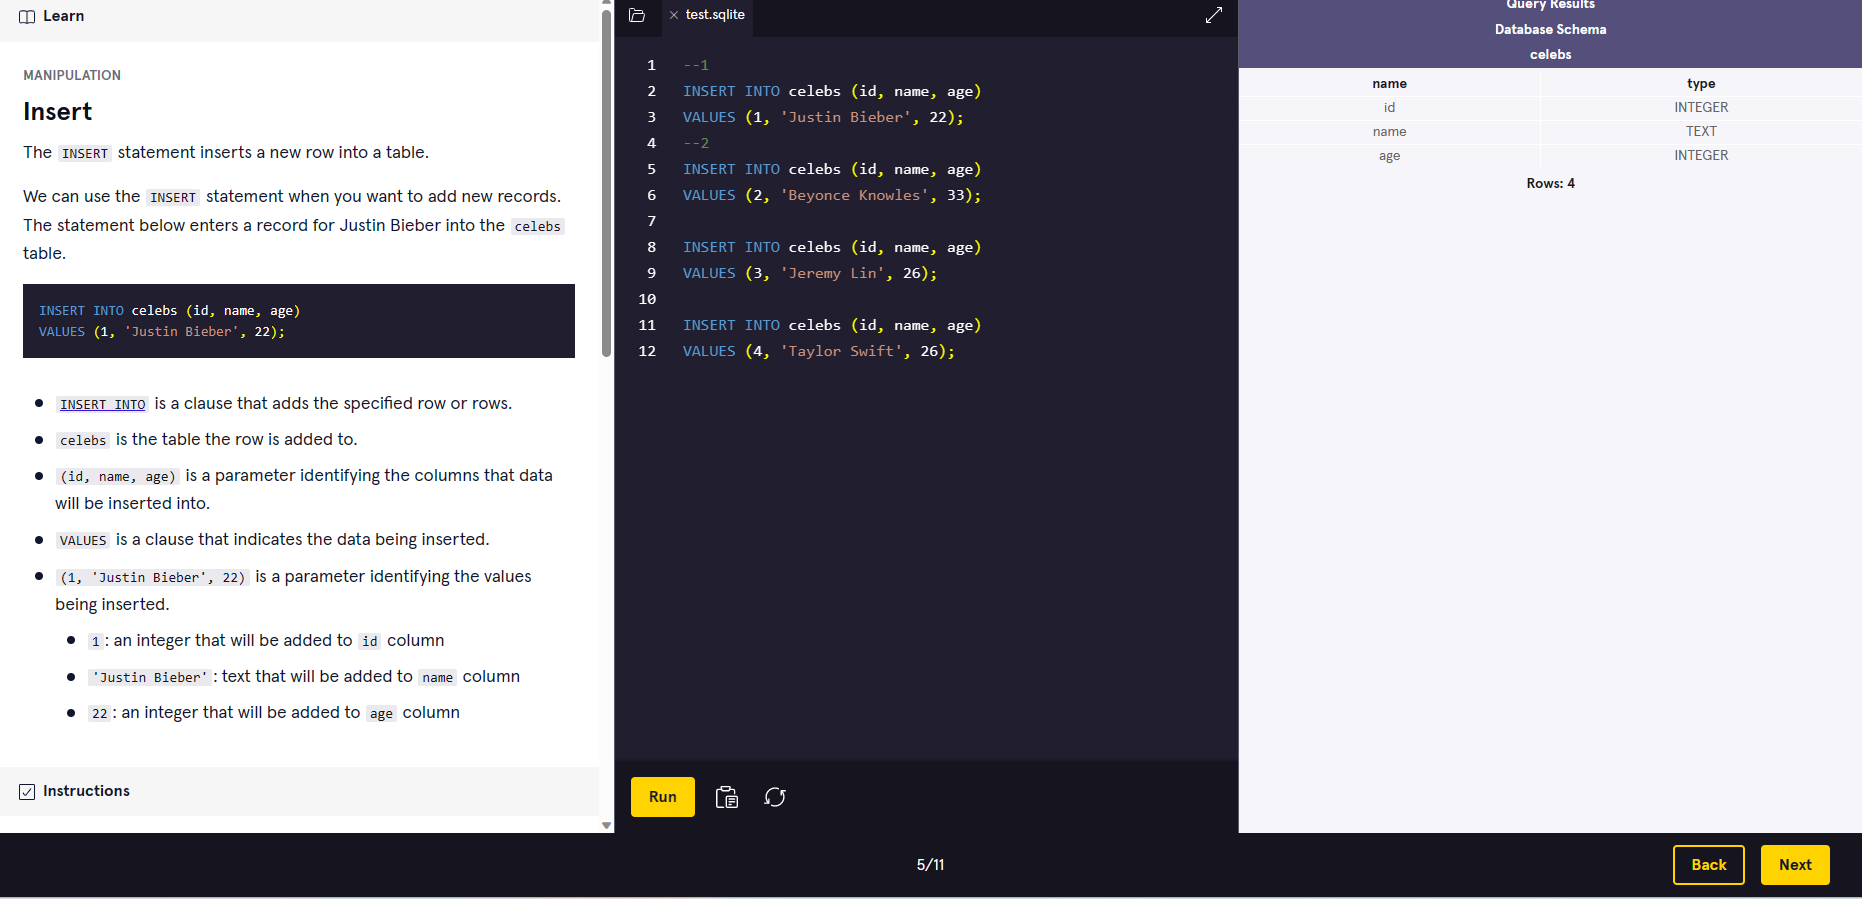 Learn
MANIPULATION
Insert
The INSERT statement inserts a new row into a table.
We can use the INSERT statement when you want to add new records.
The statement below enters a record for Justin Bieber into the celebs
table.
INSERT INTO celebs (id, name, age)
VALUES (1, 'Justin Bieber', 22);
INSERT INTO is a clause that adds the specified row or rows.
celebs is the table the row is added to.
(id, name, age) is a parameter identifying the columns that data
will be inserted into.
VALUES is a clause that indicates the data being inserted.
(1, 'Justin Bieber', 22) is a parameter identifying the values
being inserted.
1: an integer that will be added to id column
'Justin Bieber': text that will be added to name column
22: an integer that will be added to age column
Instructions
test.sqlite
1 --1
2 INSERT INTO celebs (id, name, age)
3 VALUES (1, 'Justin Bieber', 22);
4 --2
5 INSERT INTO celebs (id, name, age)
6 VALUES (2, 'Beyonce Knowles', 33);
7
8 INSERT INTO celebs (id, name, age)
9 VALUES (3, 'Jeremy Lin', 26);
10
11 INSERT INTO celebs (id, name, age)
12 VALUES (4, 'Taylor Swift', 26);
Run
Query Results
Database Schema
celebs
name type
id INTEGER
name TEXT
age INTEGER
Rows: 4
5/11
Back
Next